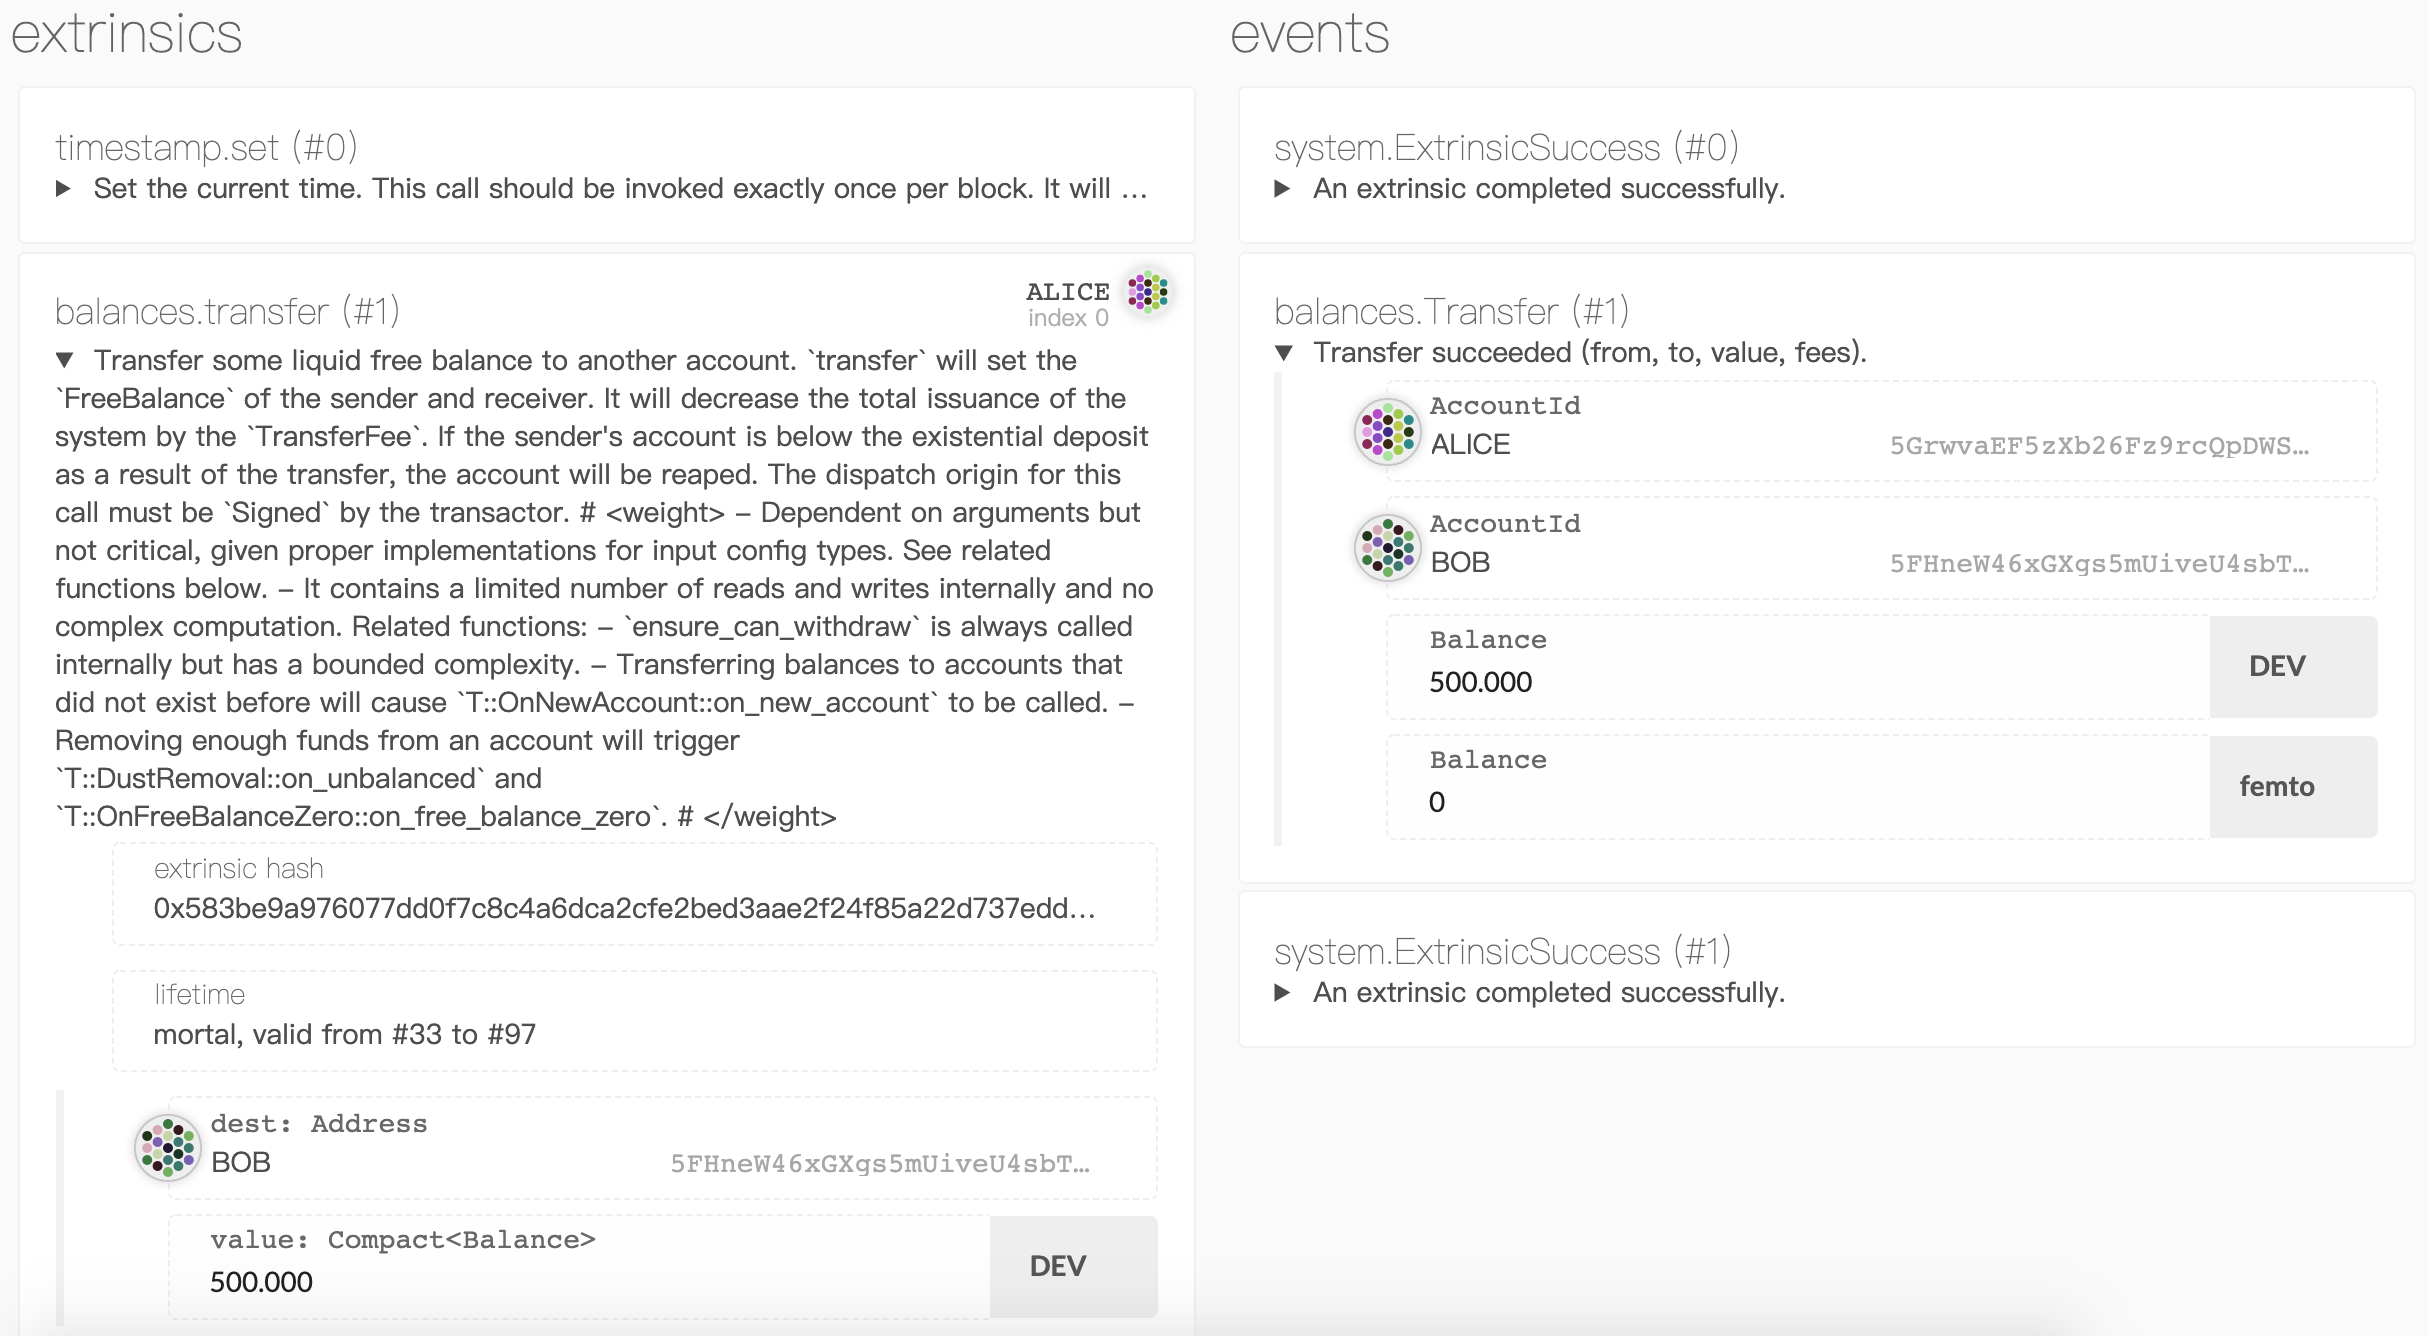 extrinsics
timestamp.set (#0)
▶ Set the current time. This call should be invoked exactly once per block. It will …
balances.transfer (#1)
ALICE
index 0
▼ Transfer some liquid free balance to another account. `transfer` will set the
`FreeBalance` of the sender and receiver. It will decrease the total issuance of the
system by the `TransferFee`. If the sender's account is below the existential deposit
as a result of the transfer, the account will be reaped. The dispatch origin for this
call must be `Signed` by the transactor. # <weight> – Dependent on arguments but
not critical, given proper implementations for input config types. See related
functions below. – It contains a limited number of reads and writes internally and no
complex computation. Related functions: – `ensure_can_withdraw` is always called
internally but has a bounded complexity. – Transferring balances to accounts that
did not exist before will cause `T::OnNewAccount::on_new_account` to be called. –
Removing enough funds from an account will trigger
`T::DustRemoval::on_unbalanced` and
`T::OnFreeBalanceZero::on_free_balance_zero`. # </weight>
extrinsic hash
0x583be9a976077dd0f7c8c4a6dca2cfe2bed3aae2f24f85a22d737edd…
lifetime
mortal, valid from #33 to #97
dest: Address
BOB 5FHneW46xGXgs5mUiveU4sbT…
value: Compact<Balance>
500.000
DEV
events
system.ExtrinsicSuccess (#0)
▶ An extrinsic completed successfully.
balances.Transfer (#1)
▼ Transfer succeeded (from, to, value, fees).
AccountId
ALICE 5GrwvaEF5zXb26Fz9rcQpDWS…
AccountId
BOB 5FHneW46xGXgs5mUiveU4sbT…
Balance
500.000
DEV
Balance
0
femto
system.ExtrinsicSuccess (#1)
▶ An extrinsic completed successfully.